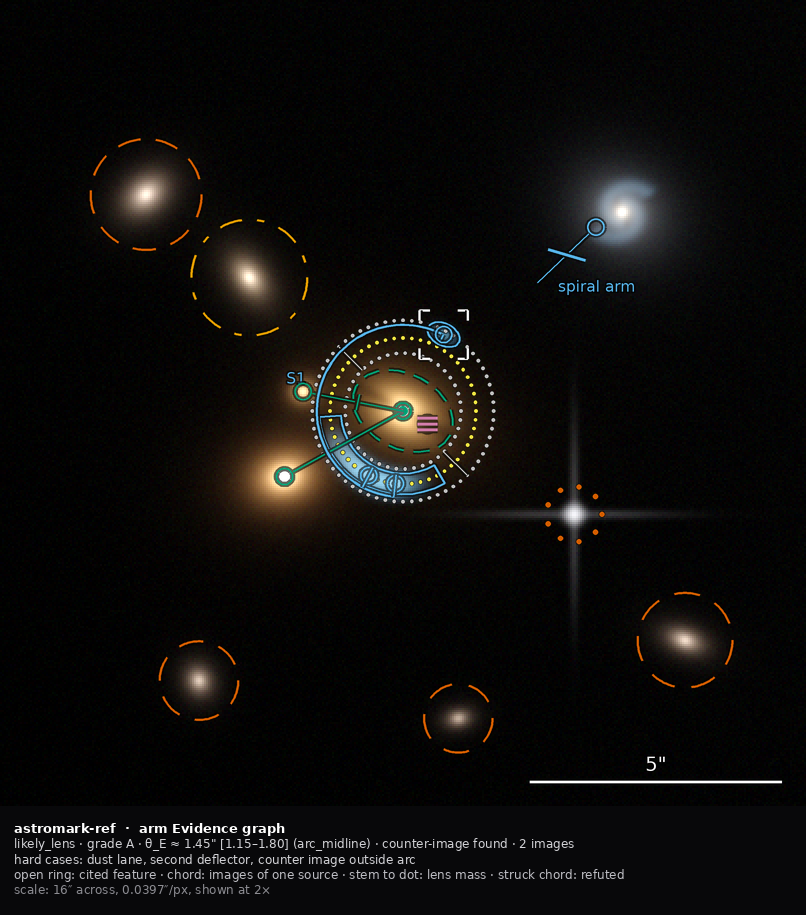 spiral arm
S1
5"
astromark-ref · arm Evidence graph
likely_lens · grade A · θ_E ≈ 1.45" [1.15–1.80] (arc_midline) · counter-image found · 2 images
hard cases: dust lane, second deflector, counter image outside arc
open ring: cited feature · chord: images of one source · stem to dot: lens mass · struck chord: refuted
scale: 16″ across, 0.0397″/px, shown at 2×